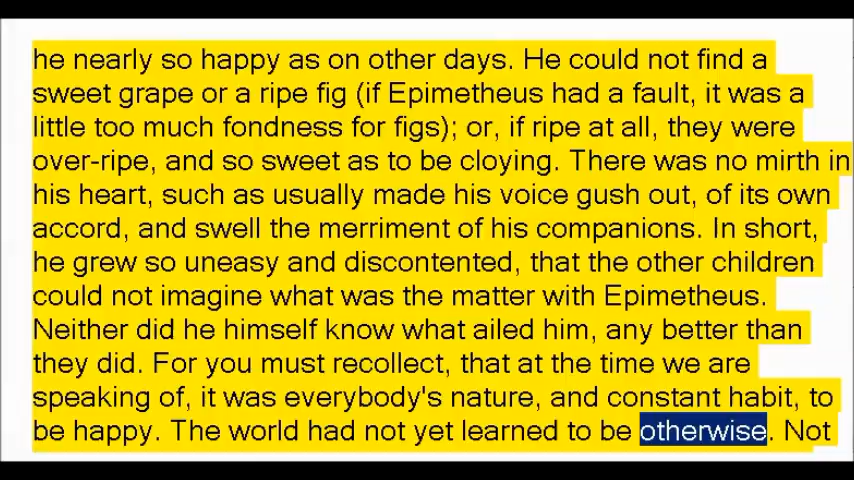 he nearly so happy as on other days. He could not find a
sweet grape or a ripe fig (if Epimetheus had a fault, it was a
little too much fondness for figs); or, if ripe at all, they were
over-ripe, and so sweet as to be cloying. There was no mirth in
his heart, such as usually made his voice gush out, of its own
accord, and swell the merriment of his companions. In short,
he grew so uneasy and discontented, that the other children
could not imagine what was the matter with Epimetheus.
Neither did he himself know what ailed him, any better than
they did. For you must recollect, that at the time we are
speaking of, it was everybody's nature, and constant habit, to
be happy. The world had not yet learned to be otherwise. Not